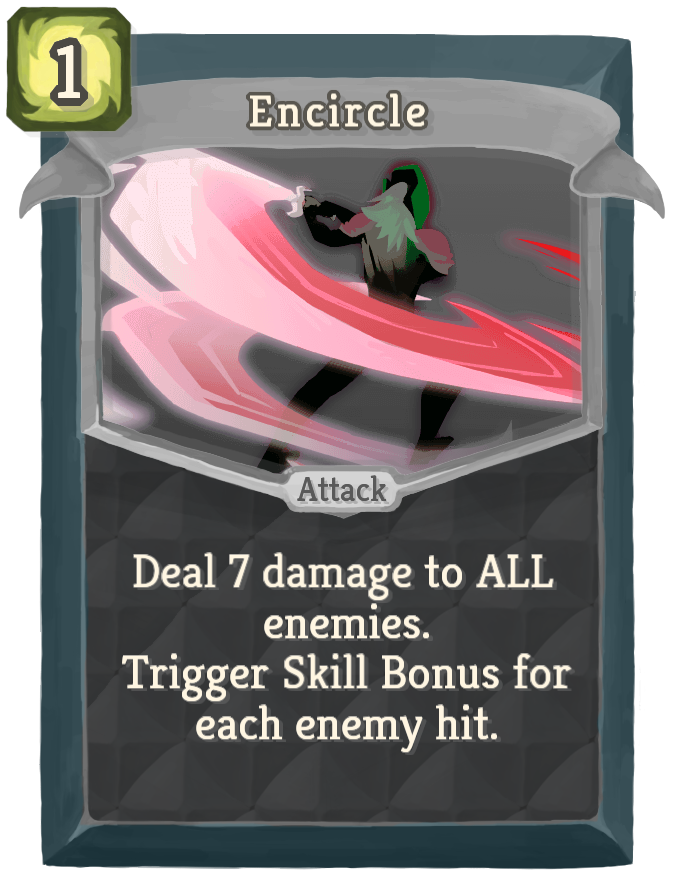 1
Encircle
Attack
Deal 7 damage to ALL
enemies.
Trigger Skill Bonus for
each enemy hit.